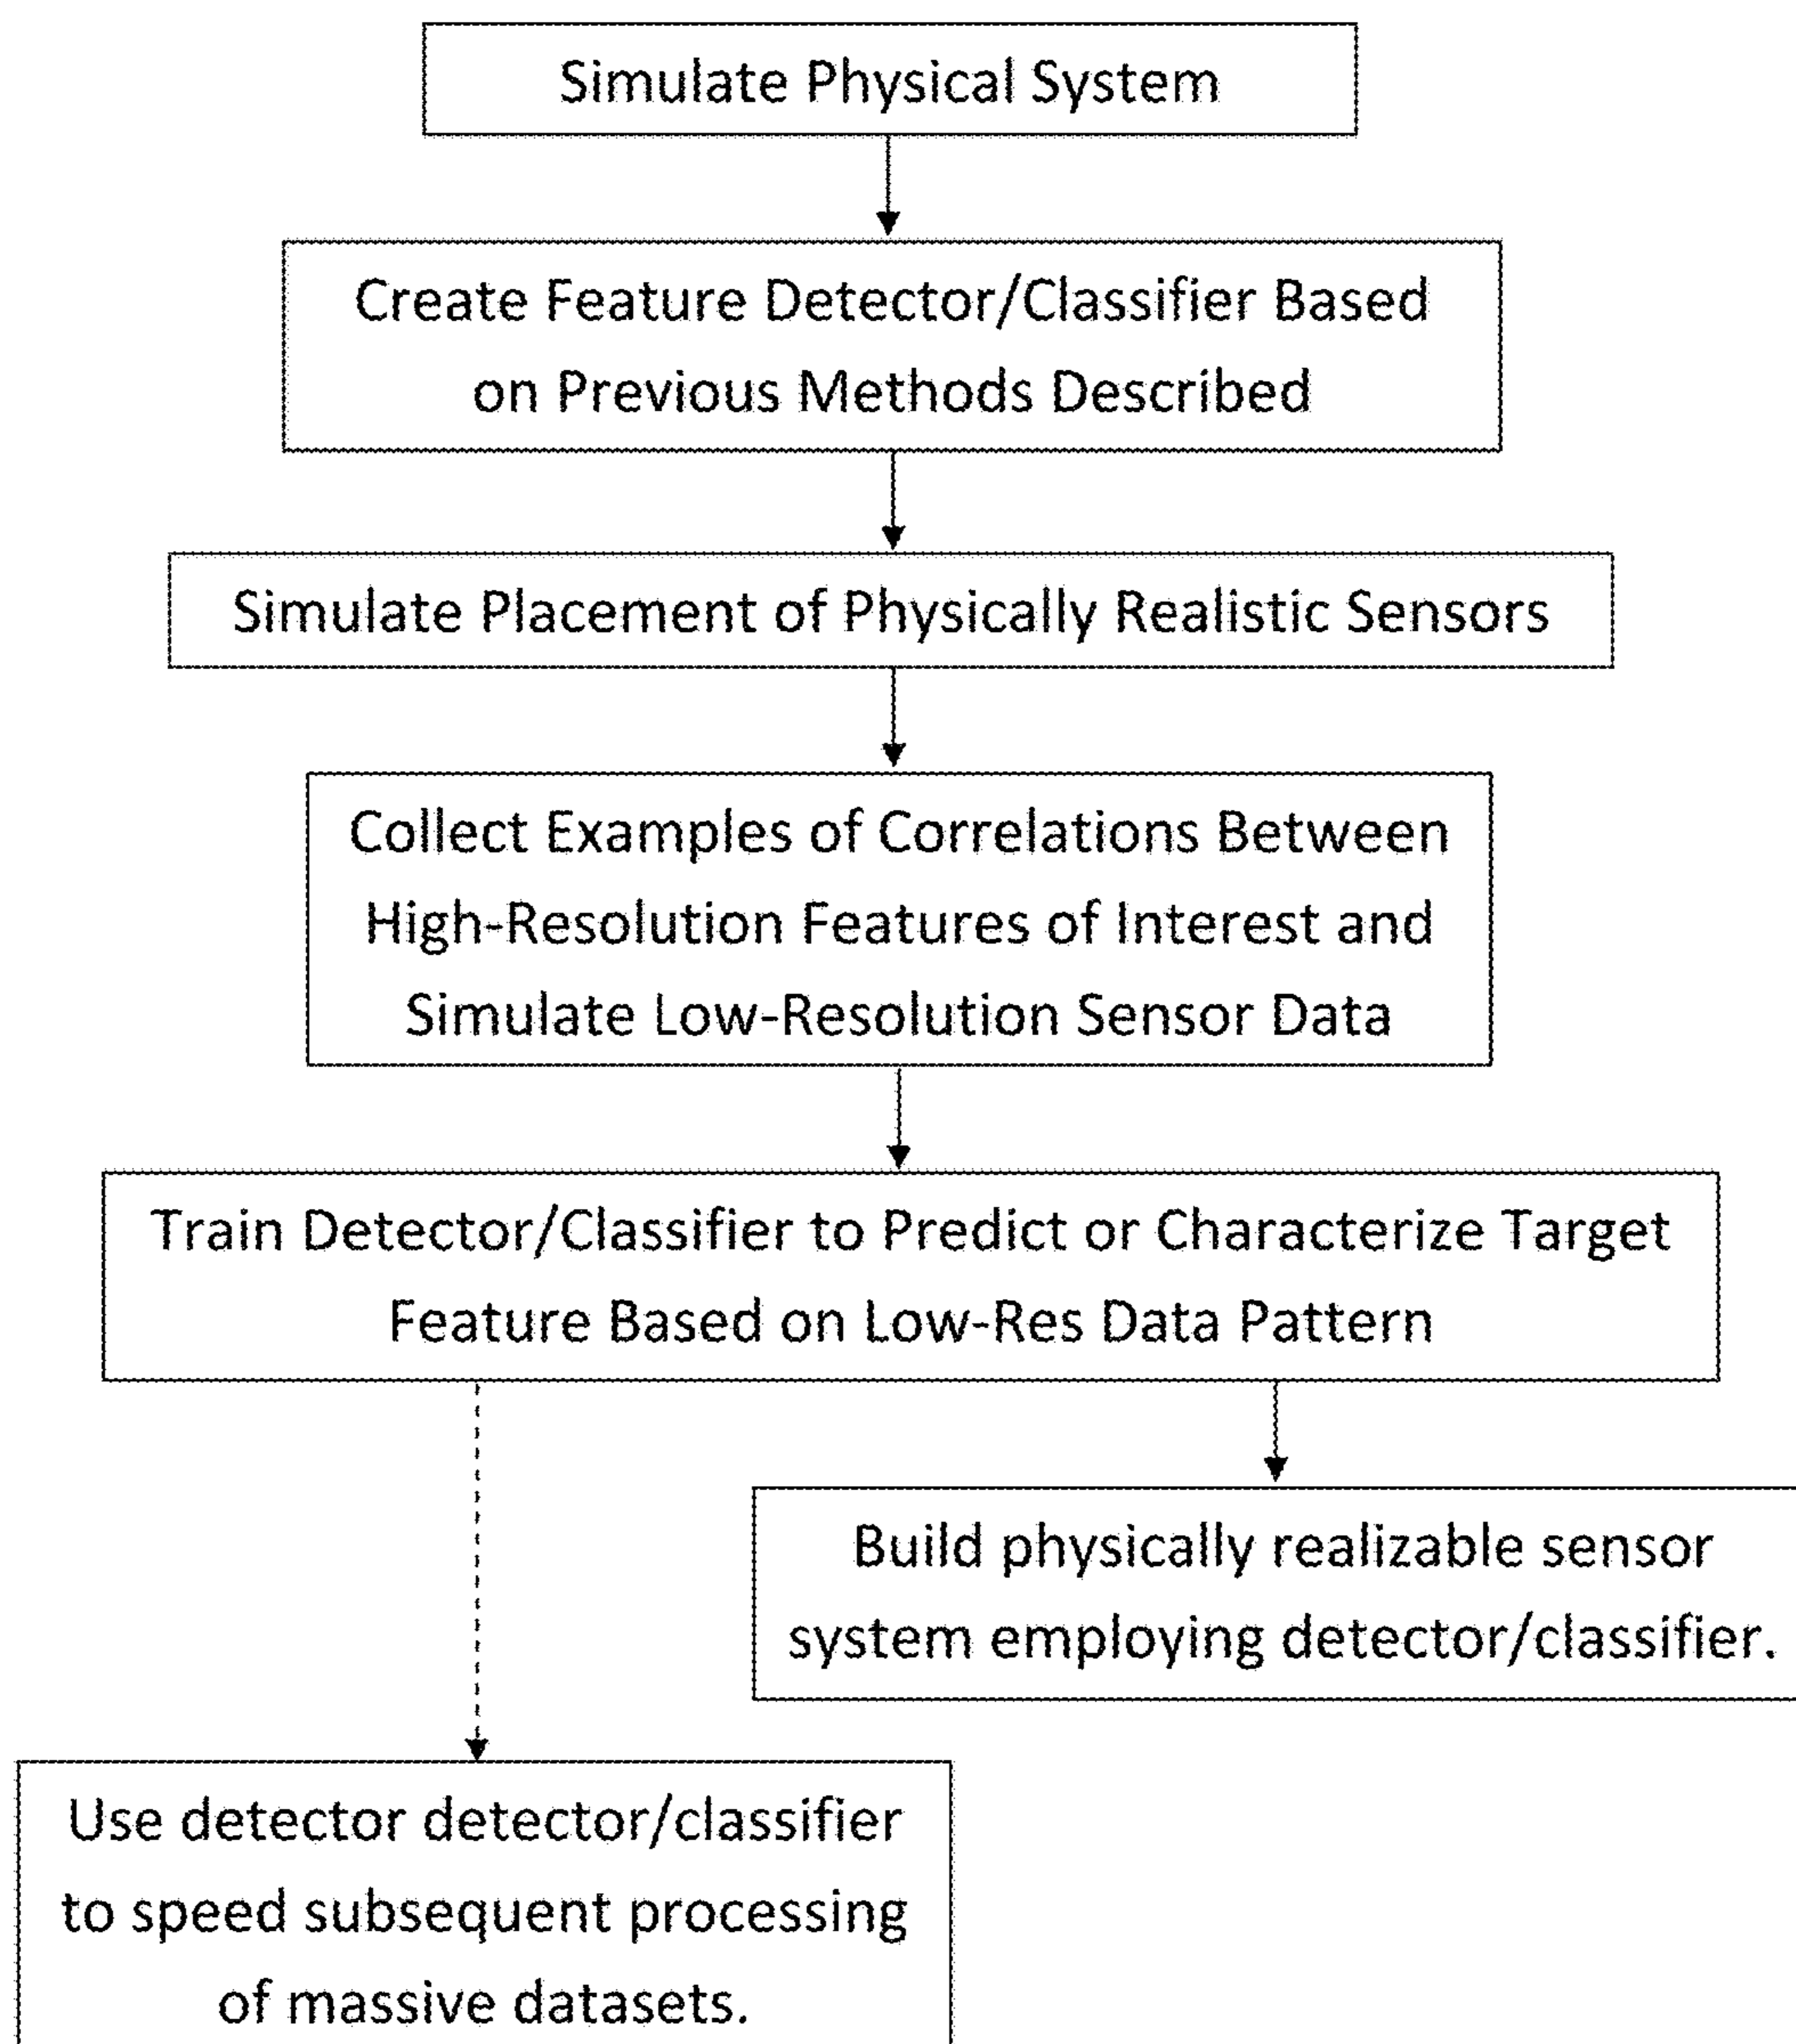 Simulate Physical System
Create Feature Detector/Classifier Based
on Previous Methods Described
Simulate Placement of Physically Realistic Sensors
Collect Examples of Correlations Between
High-Resolution Features of Interest and
Simulate Low-Resolution Sensor Data
Train Detector/Classifier to Predict or Characterize Target
Feature Based on Low-Res Data Pattern
Build physically realizable sensor
system employing detector/classifier.
Use detector detector/classifier
to speed subsequent processing
of massive datasets.